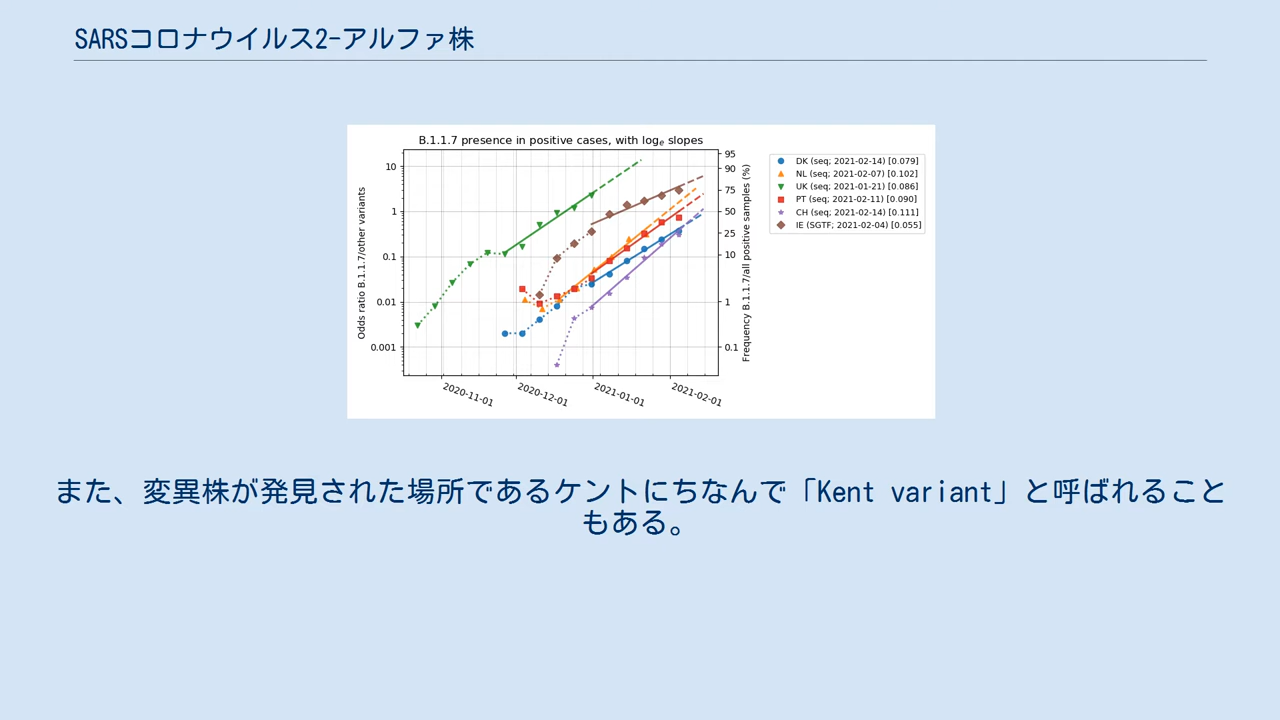 SARSコロナウイルス2-アルファ株
B.1.1.7 presence in positive cases, with logₑ slopes
Odds ratio B.1.1.7/other variants
10
1
0.1
0.01
0.001
95
90
75
50
25
10
1
0.1
Frequency B.1.1.7/all positive samples (%)
2020-11-01
2020-12-01
2021-01-01
2021-02-01
DK (seq; 2021-02-14) [0.079]
NL (seq; 2021-02-07) [0.102]
UK (seq; 2021-01-21) [0.086]
PT (seq; 2021-02-11) [0.090]
CH (seq; 2021-02-14) [0.111]
IE (SGTF; 2021-02-04) [0.055]
また、変異株が発見された場所であるケントにちなんで「Kent variant」と呼ばれること
もある。